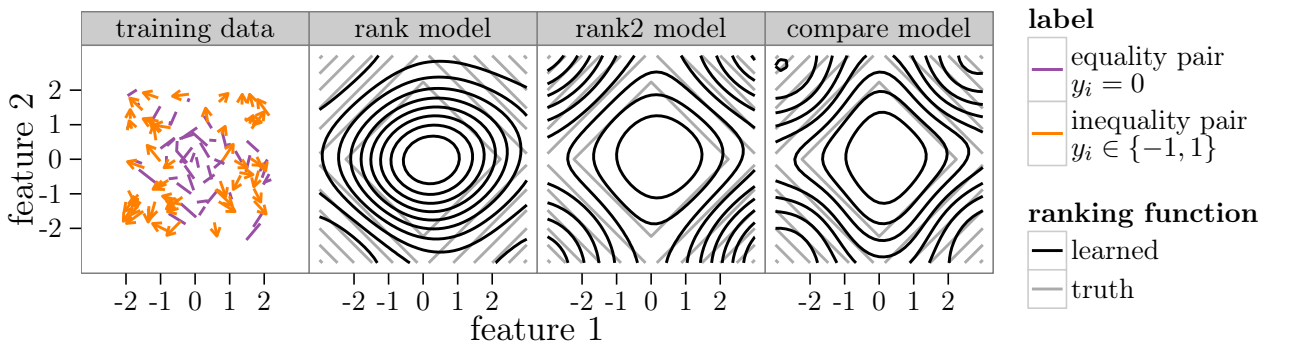 training data
rank model
rank2 model
compare model
feature 2
2
1
0
-1
-2
-2 -1 0 1 2
-2 -1 0 1 2
-2 -1 0 1 2
-2 -1 0 1 2
feature 1
label
equality pair
y_i = 0
inequality pair
y_i ∈ {−1, 1}
ranking function
learned
truth